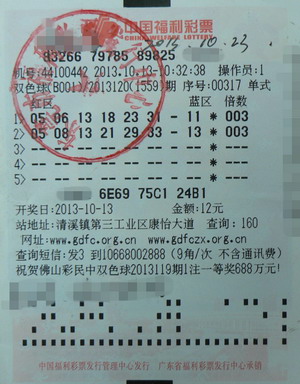 中国福利彩票
CHINA WELFARE LOTTERY
2013.10.23.
83266 79785 89825
机号:44100442 2013.10.13-10:32:38 操作员:1
双色球(B001)/2013120(1559)期 序号:00317 单式
红区 蓝区 倍数
1) 05 06 13 18 23 31 - 11 * 003
2) 05 08 13 21 29 33 - 13 * 003
3) -- -- -- -- -- -- - -- * ---
4) -- -- -- -- -- -- - -- * ---
5) -- -- -- -- -- -- - -- * ---
6E69 75C1 24B1
开奖日:2013-10-13 金额:12元
站地址:清溪镇第三工业区康怡大道 查询:160
网址:www.gdfc.org.cn www.gdfczx.org.cn
查询短信:发3 到10668002888 (9角/次 不含通讯费)
祝贺佛山彩民中双色球2013119期1注一等奖688万元!
中国福利彩票发行管理中心发行 广东省福利彩票发行中心承销